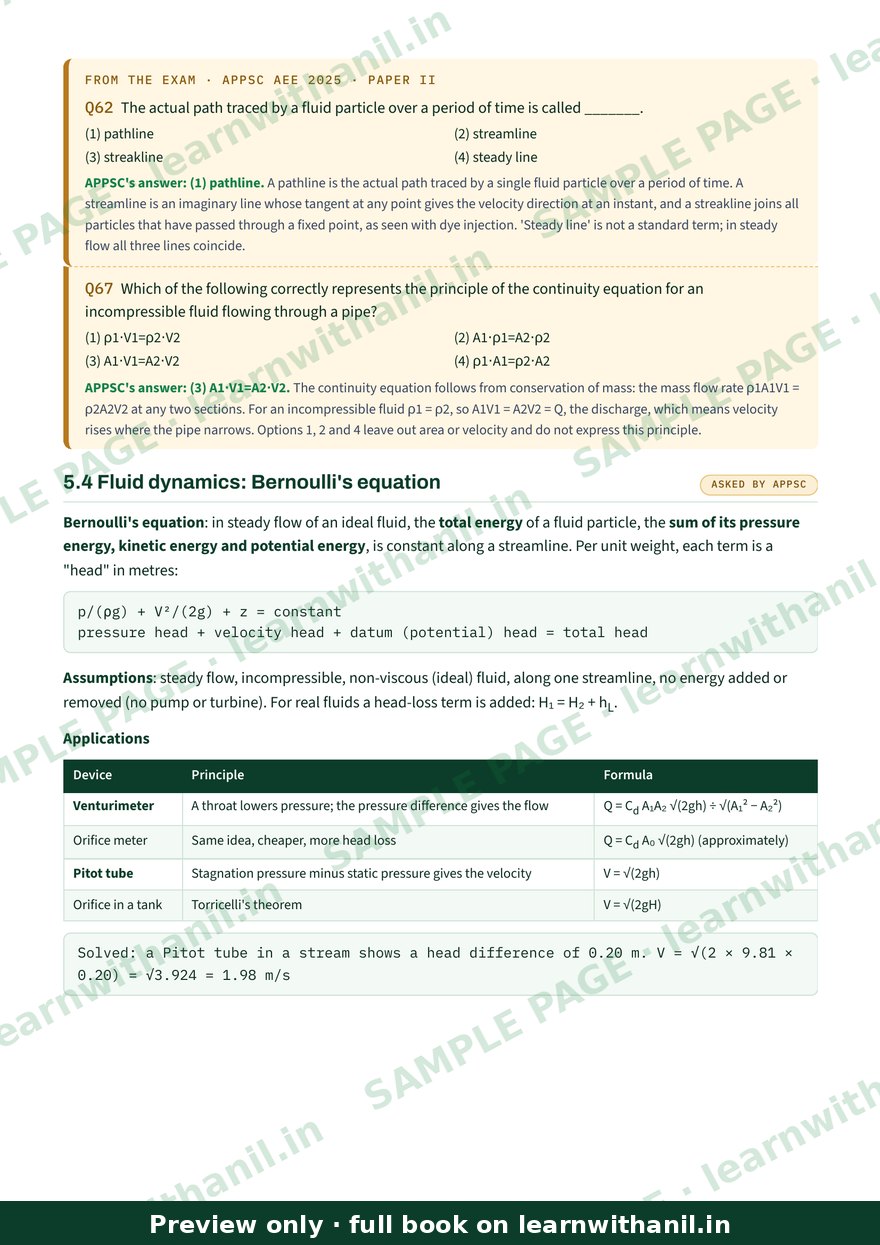 FROM THE EXAM · APPSC AEE 2025 · PAPER II
Q62 The actual path traced by a fluid particle over a period of time is called _______.
(1) pathline (2) streamline
(3) streakline (4) steady line
APPSC's answer: (1) pathline. A pathline is the actual path traced by a single fluid particle over a period of time. A
streamline is an imaginary line whose tangent at any point gives the velocity direction at an instant, and a streakline joins all
particles that have passed through a fixed point, as seen with dye injection. 'Steady line' is not a standard term; in steady
flow all three lines coincide.
Q67 Which of the following correctly represents the principle of the continuity equation for an
incompressible fluid flowing through a pipe?
(1) ρ1·V1=ρ2·V2 (2) A1·ρ1=A2·ρ2
(3) A1·V1=A2·V2 (4) ρ1·A1=ρ2·A2
APPSC's answer: (3) A1·V1=A2·V2. The continuity equation follows from conservation of mass: the mass flow rate ρ1A1V1 =
ρ2A2V2 at any two sections. For an incompressible fluid ρ1 = ρ2, so A1V1 = A2V2 = Q, the discharge, which means velocity
rises where the pipe narrows. Options 1, 2 and 4 leave out area or velocity and do not express this principle.
5.4 Fluid dynamics: Bernoulli's equation ASKED BY APPSC
Bernoulli's equation: in steady flow of an ideal fluid, the total energy of a fluid particle, the sum of its pressure
energy, kinetic energy and potential energy, is constant along a streamline. Per unit weight, each term is a
"head" in metres:
p/(ρg) + V²/(2g) + z = constant
pressure head + velocity head + datum (potential) head = total head
Assumptions: steady flow, incompressible, non-viscous (ideal) fluid, along one streamline, no energy added or
removed (no pump or turbine). For real fluids a head-loss term is added: H₁ = H₂ + h_L.
Applications
Device Principle Formula
Venturimeter A throat lowers pressure; the pressure difference gives the flow Q = C_d A₁A₂ √(2gh) ÷ √(A₁² − A₂²)
Orifice meter Same idea, cheaper, more head loss Q = C_d A₀ √(2gh) (approximately)
Pitot tube Stagnation pressure minus static pressure gives the velocity V = √(2gh)
Orifice in a tank Torricelli's theorem V = √(2gH)
Solved: a Pitot tube in a stream shows a head difference of 0.20 m. V = √(2 × 9.81 ×
0.20) = √3.924 = 1.98 m/s
SAMPLE PAGE · learnwithanil.in
Preview only · full book on learnwithanil.in